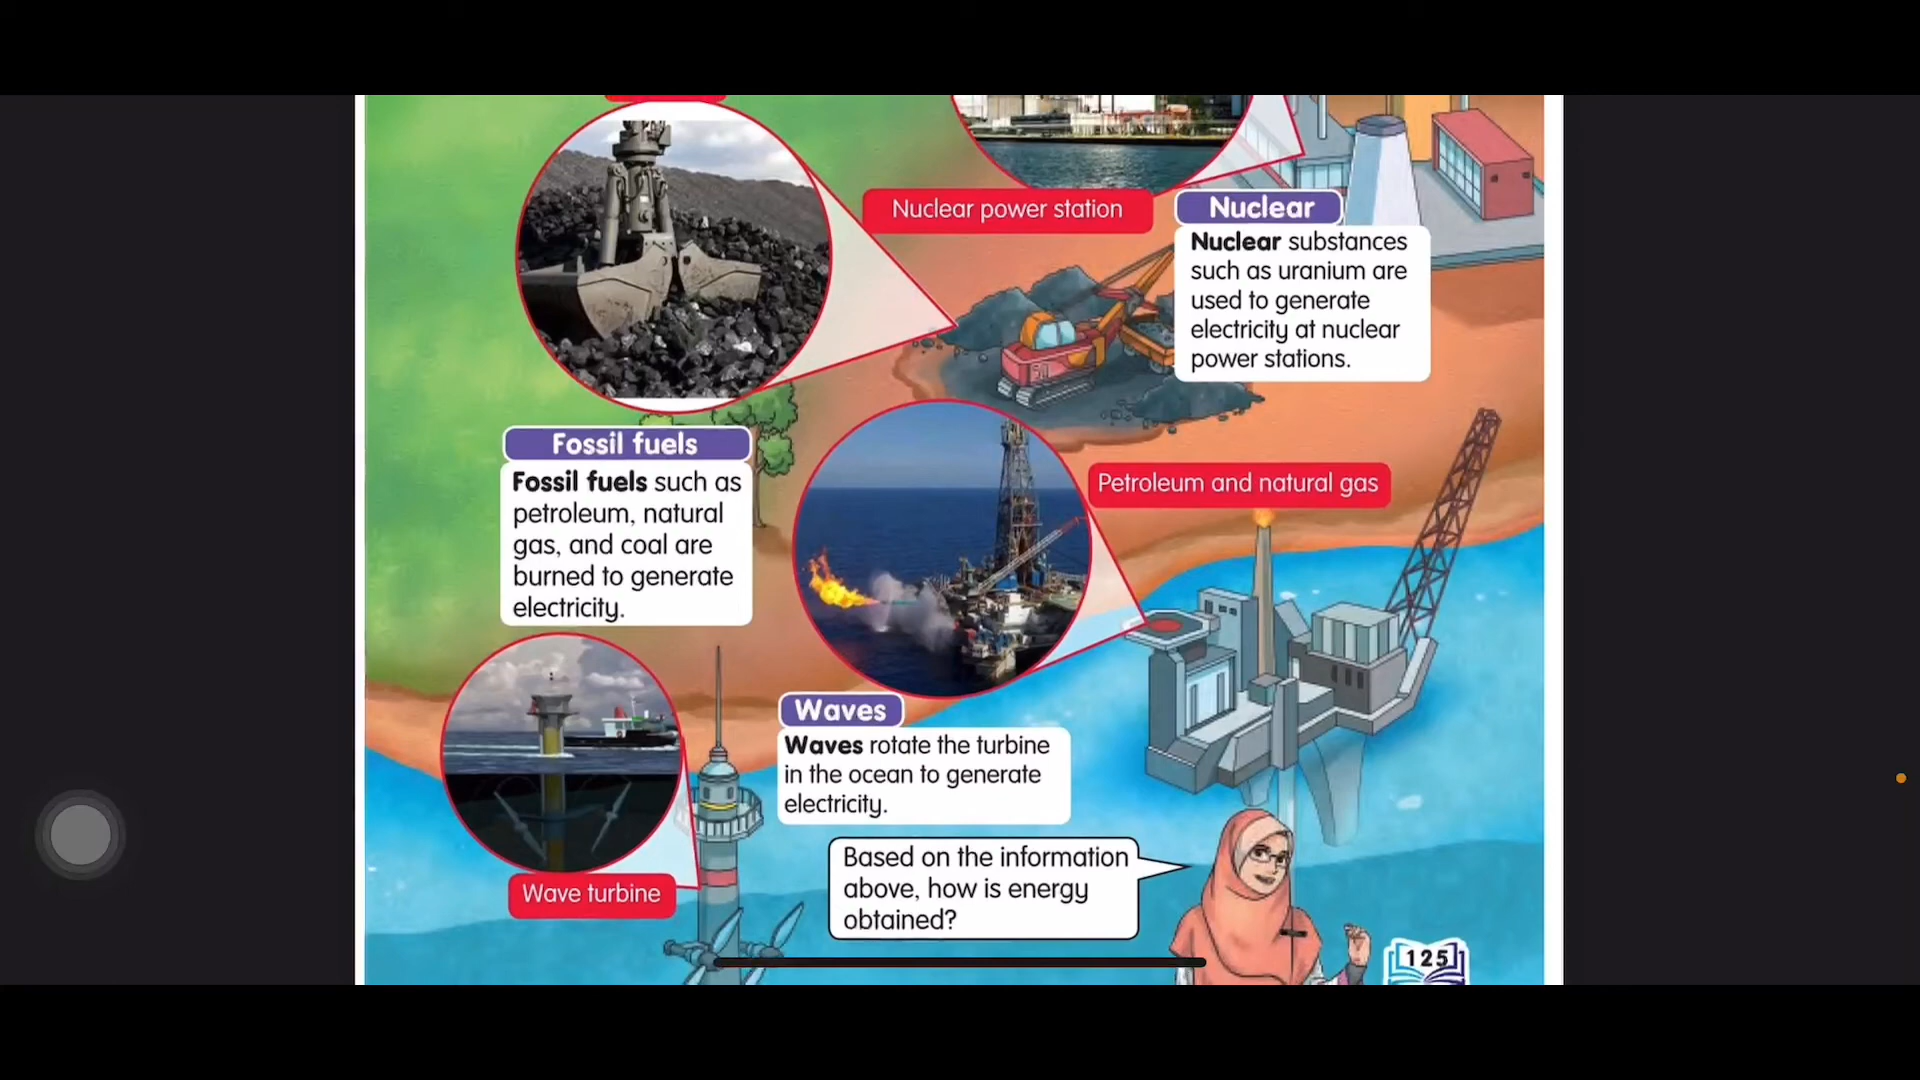 Nuclear power station
Nuclear
Nuclear substances
such as uranium are
used to generate
electricity at nuclear
power stations.
Fossil fuels
Fossil fuels such as
petroleum, natural
gas, and coal are
burned to generate
electricity.
Petroleum and natural gas
Waves
Waves rotate the turbine
in the ocean to generate
electricity.
Wave turbine
Based on the information
above, how is energy
obtained?
125